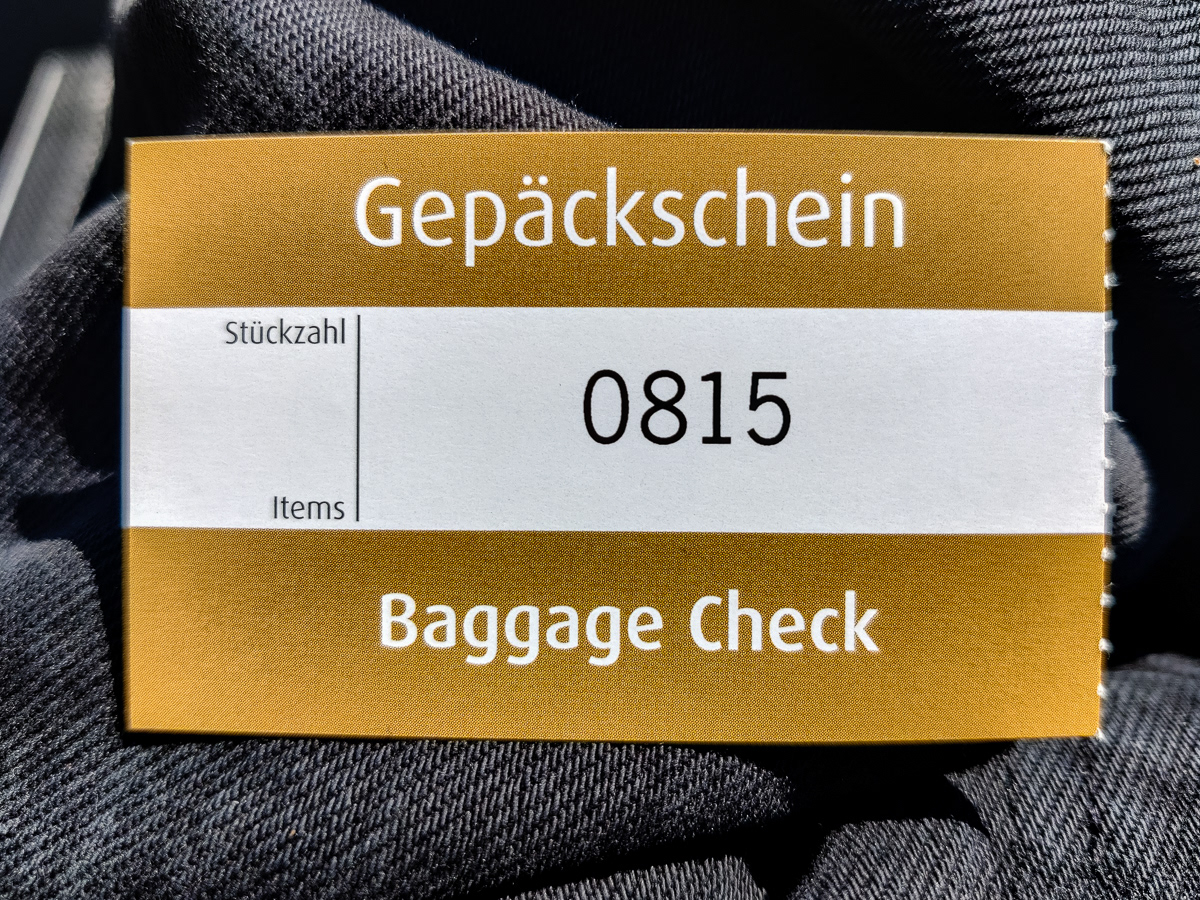 Gepäckschein
Stückzahl
0815
Items
Baggage Check